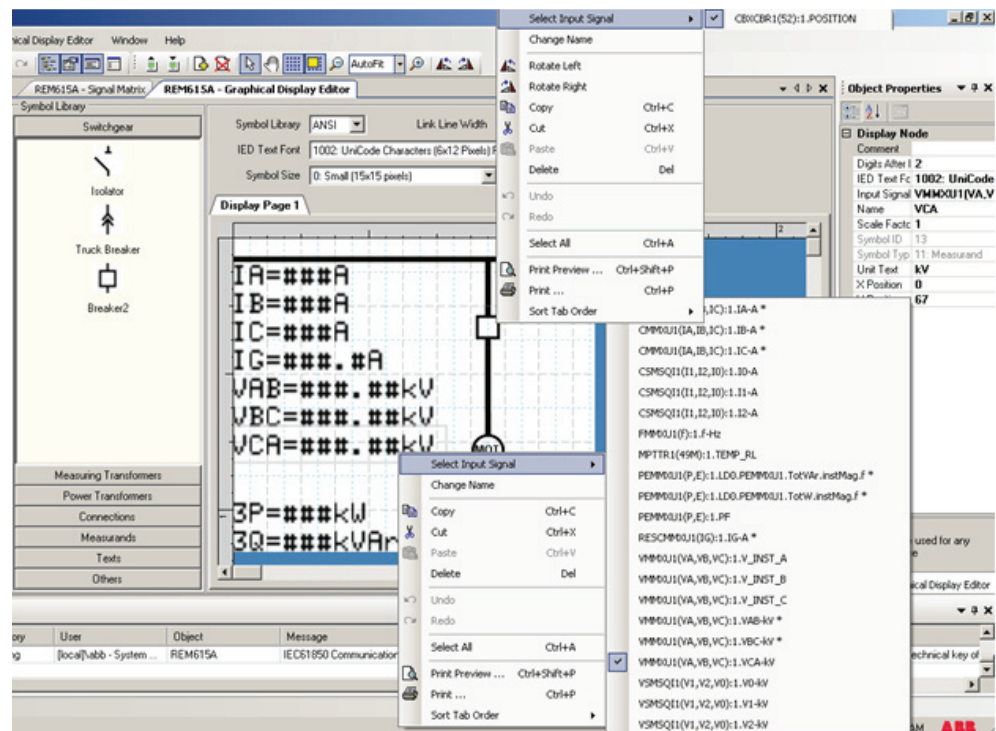 Select Input Signal
CBXCBR1(52):1.POSITION
Change Name
Rotate Left
Rotate Right
Copy Ctrl+C
Cut Ctrl+X
Paste Ctrl+V
Delete Del
Undo
Redo
Select All Ctrl+A
Print Preview ... Ctrl+Shift+P
Print ... Ctrl+P
Sort Tab Order
Display Editor Window Help
AutoFit
REM615A - Signal Matrix
REM615A - Graphical Display Editor
Symbol Library
Switchgear
Isolator
Truck Breaker
Breaker2
Measuring Transformers
Power Transformers
Connections
Measurands
Texts
Others
Symbol Library ANSI Link Line Width
IED Text Font 1002: UniCode Characters (6x12 Pixels)
Symbol Size 0: Small (15x15 pixels)
Display Page 1
2
IA=###A
IB=###A
IC=###A
IG=###.#A
VAB=###.##kV
VBC=###.##kV
VCA=###.##kV
MOT
3P=###kW
3Q=###kVAr
Object Properties
Display Node
Comment
Digits After 2
IED Text Fc 1002: UniCode
Input Signal VMMXU1(VA,V
Name VCA
Scale Factc 1
Symbol ID 13
Symbol Typ 11: Measurand
Unit Text kV
X Position 0
67
Select Input Signal
Change Name
Copy Ctrl+C
Cut Ctrl+X
Paste Ctrl+V
Delete Del
Undo
Redo
Select All Ctrl+A
Print Preview ... Ctrl+Shift+P
Print ... Ctrl+P
Sort Tab Order
,IC):1.IA-A *
CMMXU1(IA,IB,IC):1.IB-A *
CMMXU1(IA,IB,IC):1.IC-A *
CSMSQI1(I1,I2,I0):1.I0-A
CSMSQI1(I1,I2,I0):1.I1-A
CSMSQI1(I1,I2,I0):1.I2-A
FMMXU1(f):1.f-Hz
MPTTR1(49M):1.TEMP_RL
PEMMXU1(P,E):1.LD0.PEMMXU1.TotVAr.instMag.f *
PEMMXU1(P,E):1.LD0.PEMMXU1.TotW.instMag.f *
PEMMXU1(P,E):1.PF
RESCMMXU1(IG):1.IG-A *
VMMXU1(VA,VB,VC):1.V_INST_A
VMMXU1(VA,VB,VC):1.V_INST_B
VMMXU1(VA,VB,VC):1.V_INST_C
VMMXU1(VA,VB,VC):1.VAB-kV *
VMMXU1(VA,VB,VC):1.VBC-kV *
VMMXU1(VA,VB,VC):1.VCA-kV
VSMSQI1(V1,V2,V0):1.V0-kV
VSMSQI1(V1,V2,V0):1.V1-kV
VSMSQI1(V1,V2,V0):1.V2-kV
used for any
ical Display Editor
ory User Object Message
ng [local]\abb - System ... REM615A IEC61850 Communication
echnical key of
AM ABB